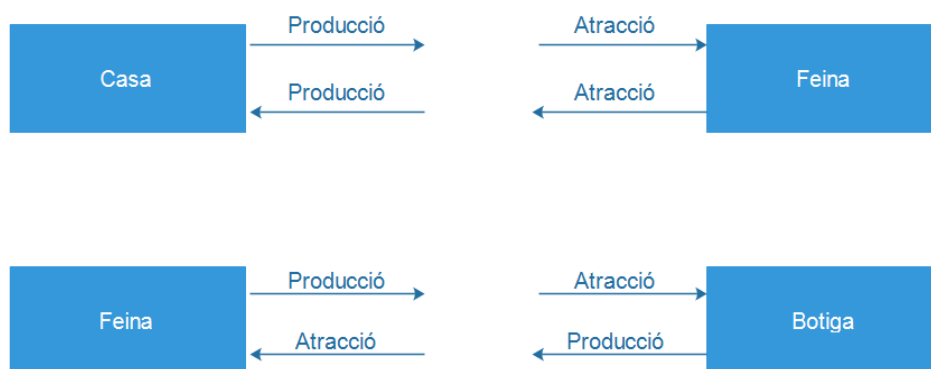 Producció
Atracció
Casa
Feina
Producció
Atracció
Producció
Atracció
Feina
Botiga
Atracció
Producció